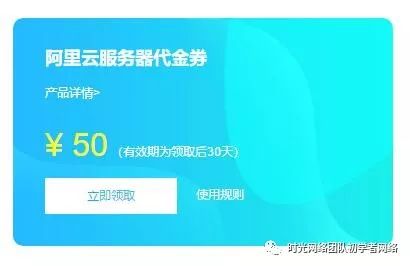 阿里云服务器代金券
产品详情>
¥ 50 (有效期为领取后30天)
立即领取 使用规则
时光网络团队初学者网络